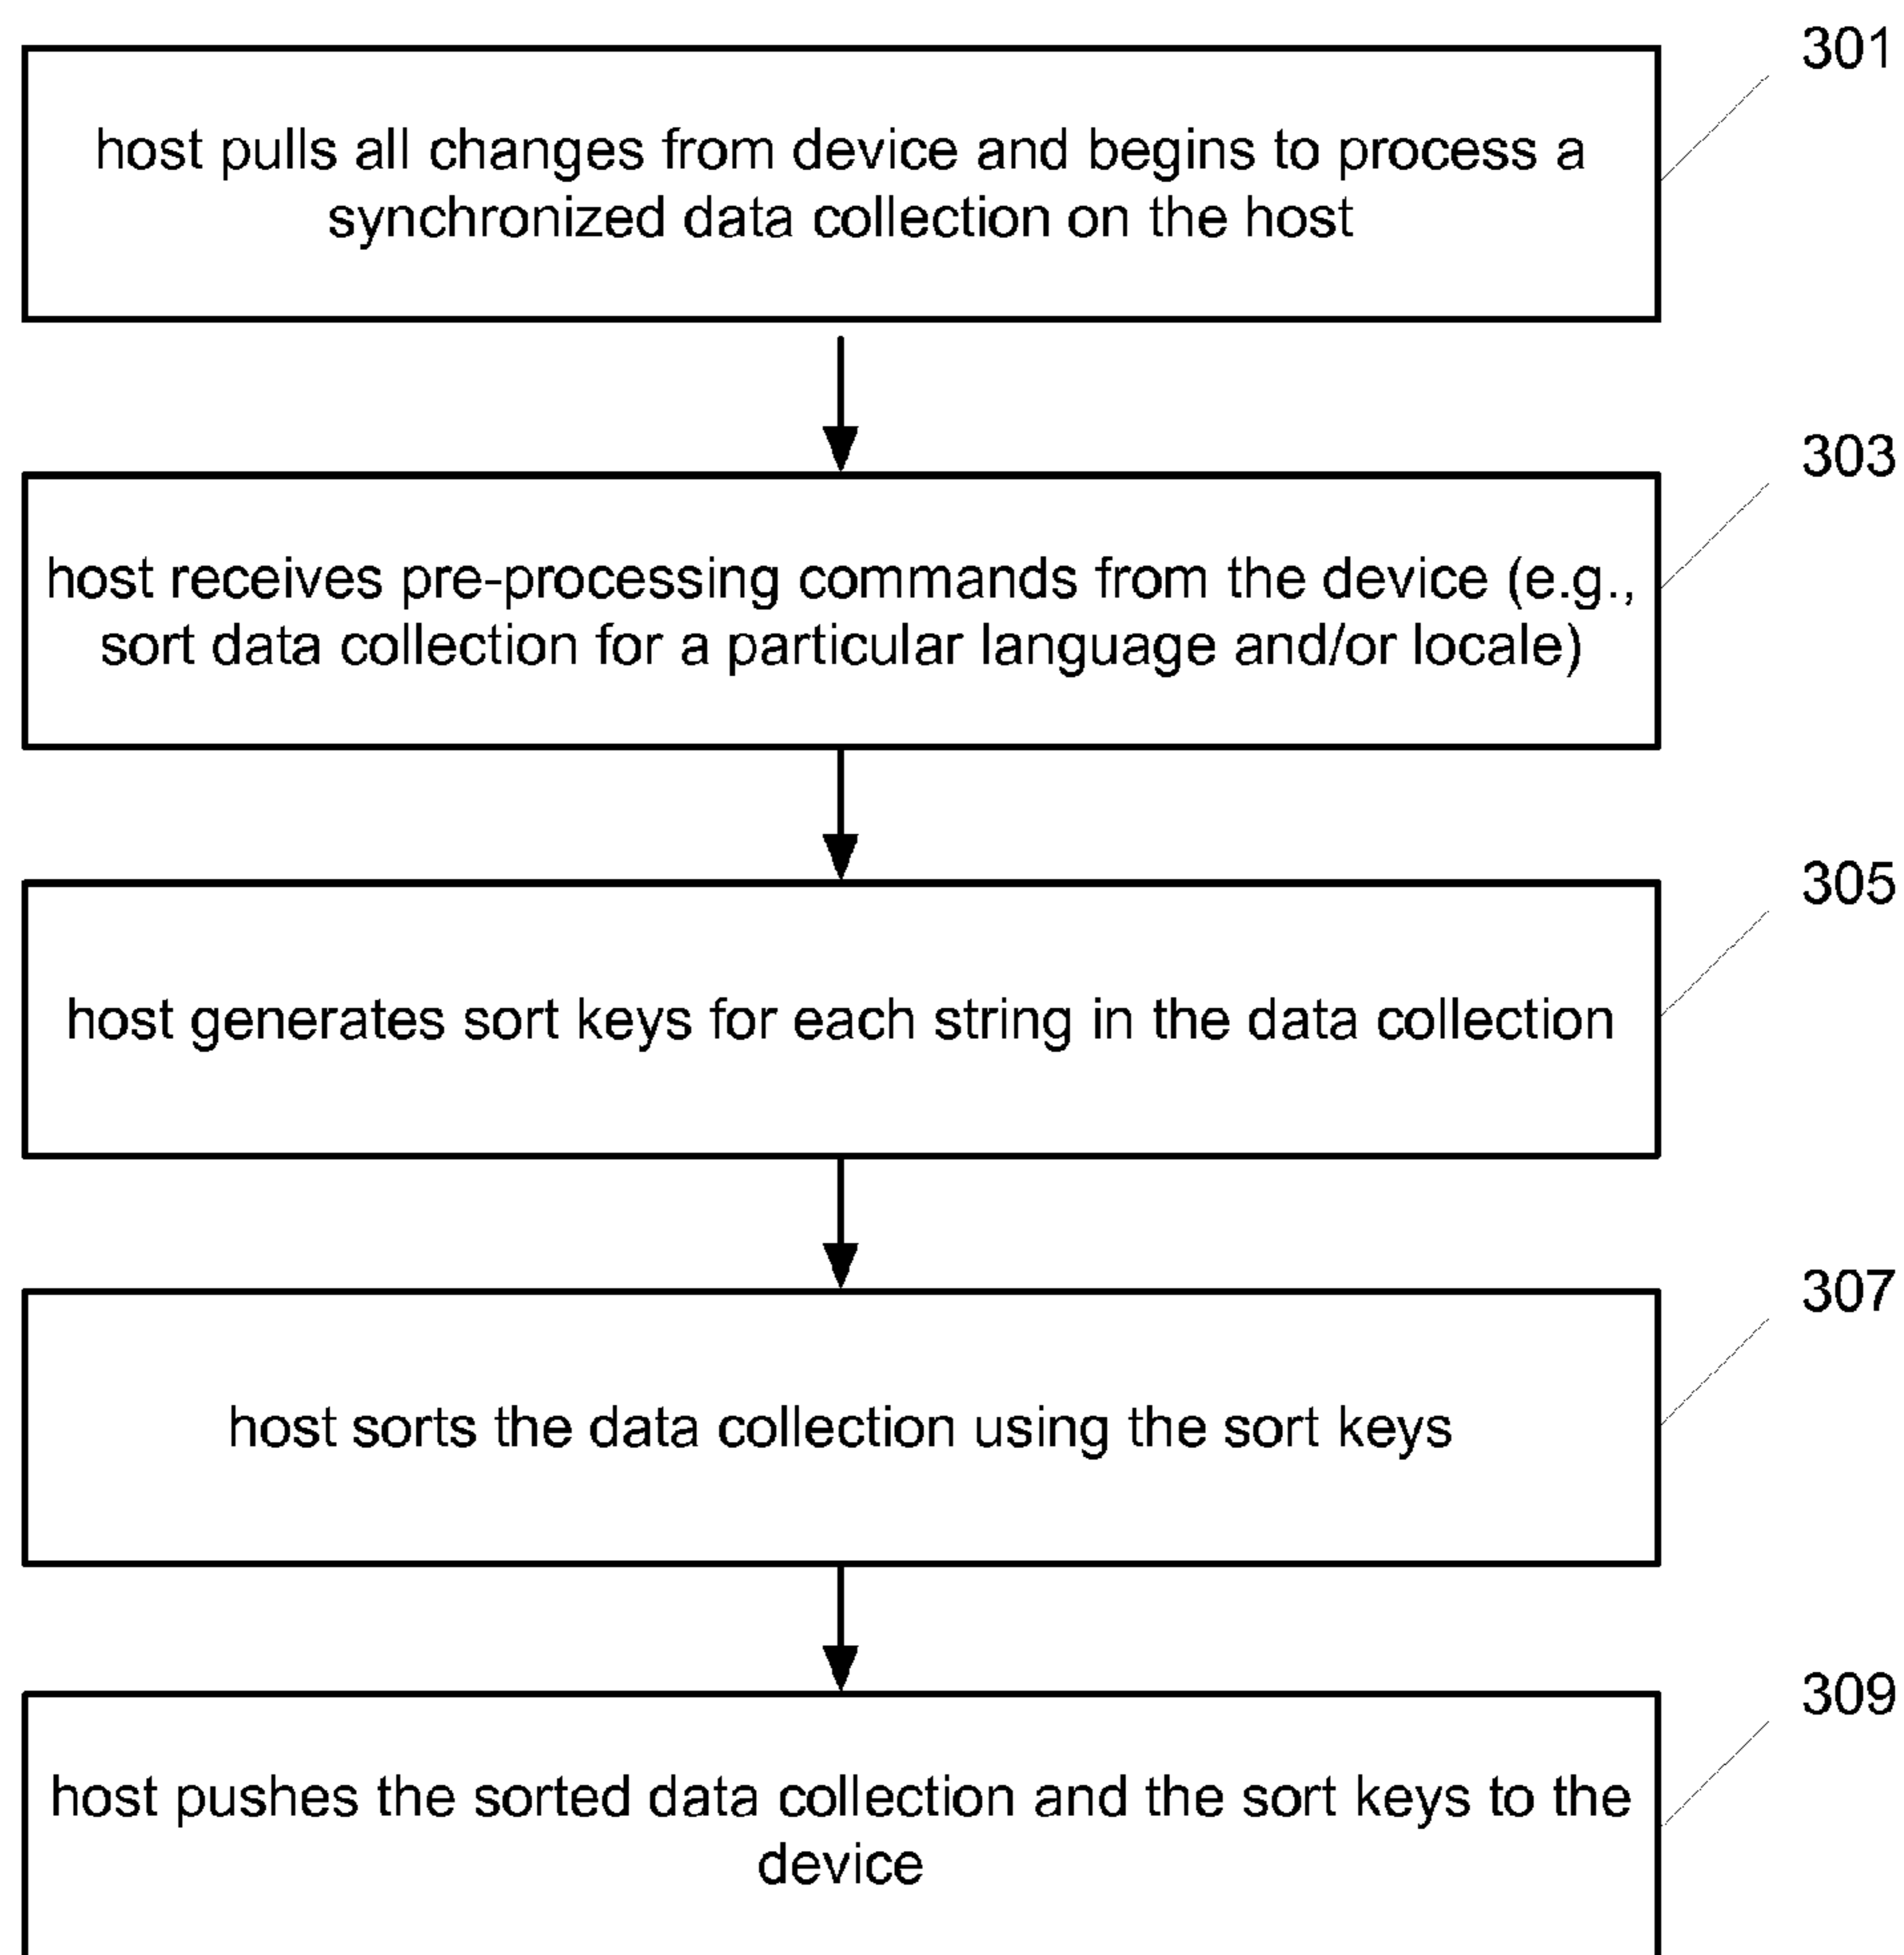 301
host pulls all changes from device and begins to process a
synchronized data collection on the host
303
host receives pre-processing commands from the device (e.g.,
sort data collection for a particular language and/or locale)
305
host generates sort keys for each string in the data collection
307
host sorts the data collection using the sort keys
309
host pushes the sorted data collection and the sort keys to the
device